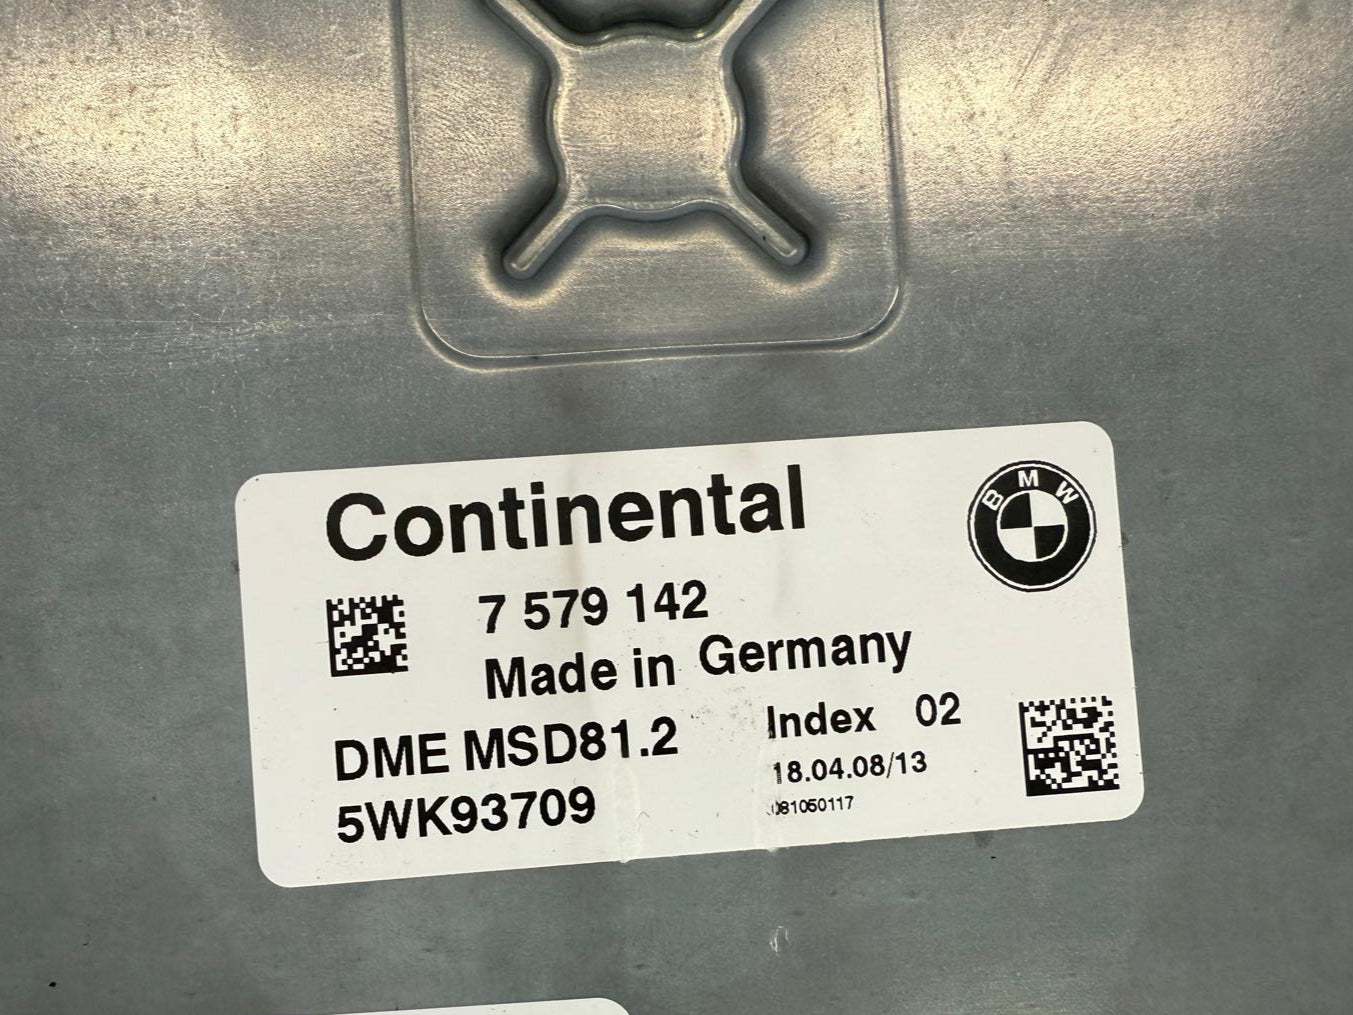 Continental
BMW
7 579 142
Made in Germany
DME MSD81.2
Index 02
18.04.08/13
5WK93709